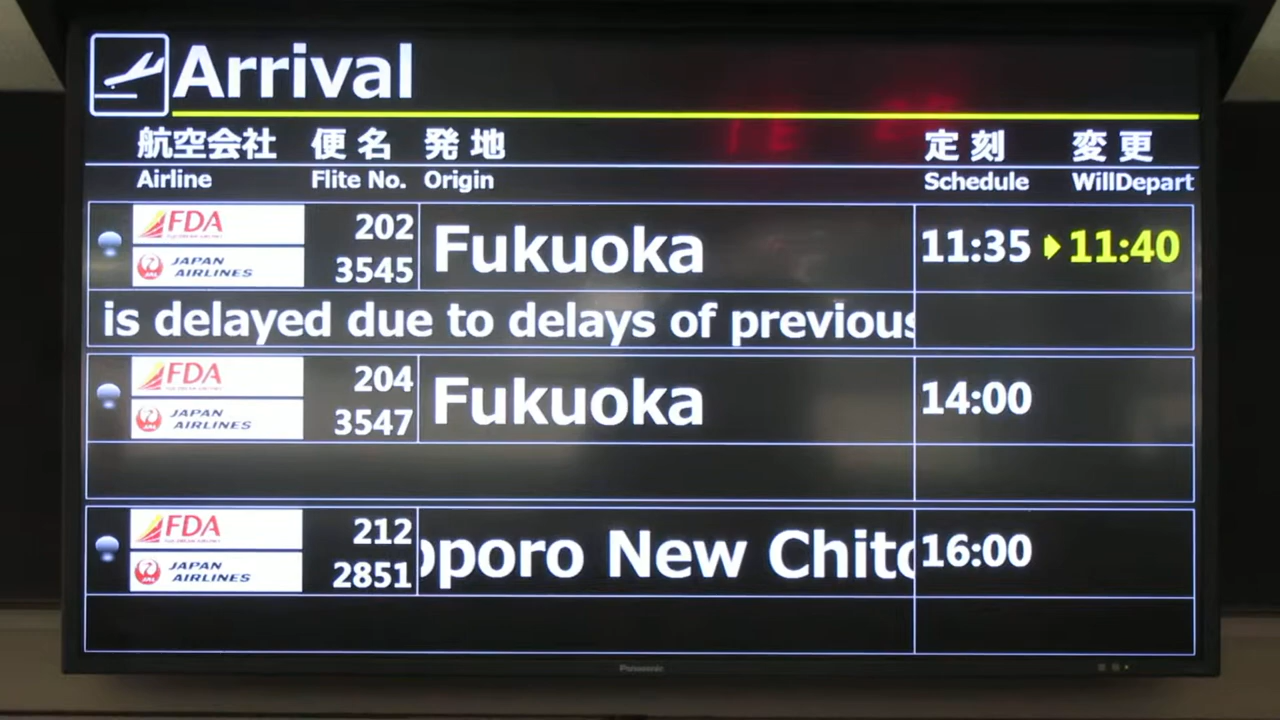 Arrival
航空会社 便名 発地 定刻 変更
Airline Flite No. Origin Schedule WillDepart
FDA 202 Fukuoka 11:35 11:40
JAPAN AIRLINES 3545
is delayed due to delays of previous
FDA 204 Fukuoka 14:00
JAPAN AIRLINES 3547
FDA 212 pporo New Chito 16:00
JAPAN AIRLINES 2851
Panasonic